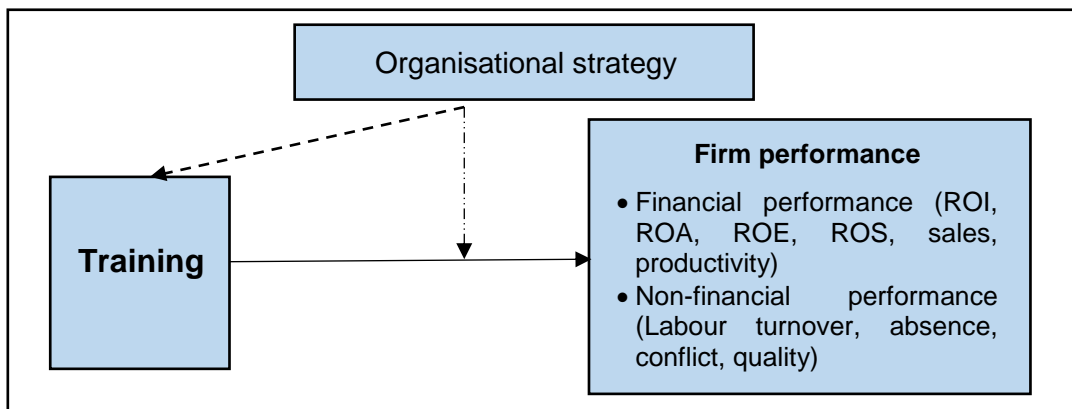 Organisational strategy
Training
Firm performance
• Financial performance (ROI,
ROA, ROE, ROS, sales,
productivity)
• Non-financial performance
(Labour turnover, absence,
conflict, quality)